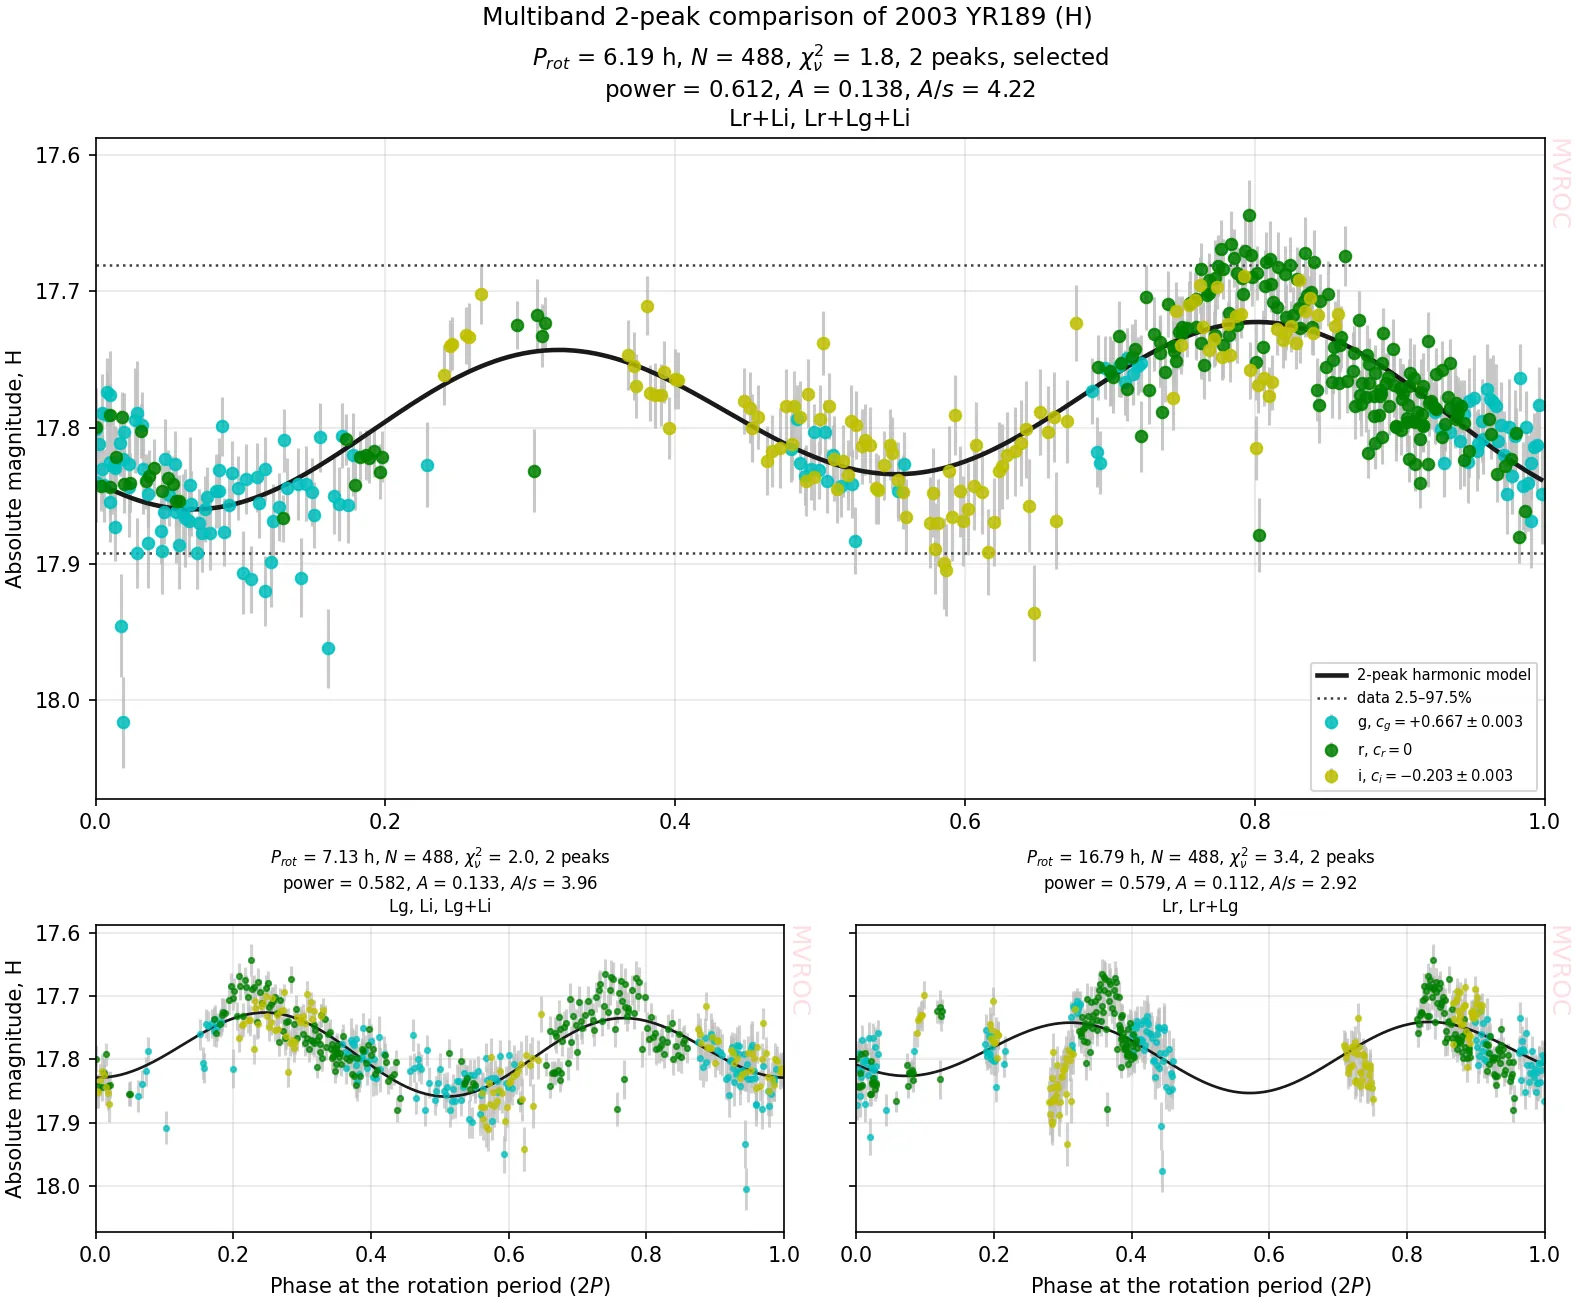 Multiband 2-peak comparison of 2003 YR189 (H)
P_rot = 6.19 h, N = 488, χ²_ν = 1.8, 2 peaks, selected
power = 0.612, A = 0.138, A/s = 4.22
Lr+Li, Lr+Lg+Li
MVROC
Absolute magnitude, H
17.6
17.7
17.8
17.9
18.0
2-peak harmonic model
data 2.5–97.5%
g, c_g = +0.667 ± 0.003
r, c_r = 0
i, c_i = −0.203 ± 0.003
0.0 0.2 0.4 0.6 0.8 1.0
P_rot = 7.13 h, N = 488, χ²_ν = 2.0, 2 peaks
power = 0.582, A = 0.133, A/s = 3.96
Lg, Li, Lg+Li
MVROC
Absolute magnitude, H
17.6
17.7
17.8
17.9
18.0
0.0 0.2 0.4 0.6 0.8 1.0
Phase at the rotation period (2P)
P_rot = 16.79 h, N = 488, χ²_ν = 3.4, 2 peaks
power = 0.579, A = 0.112, A/s = 2.92
Lr, Lr+Lg
MVROC
0.0 0.2 0.4 0.6 0.8 1.0
Phase at the rotation period (2P)